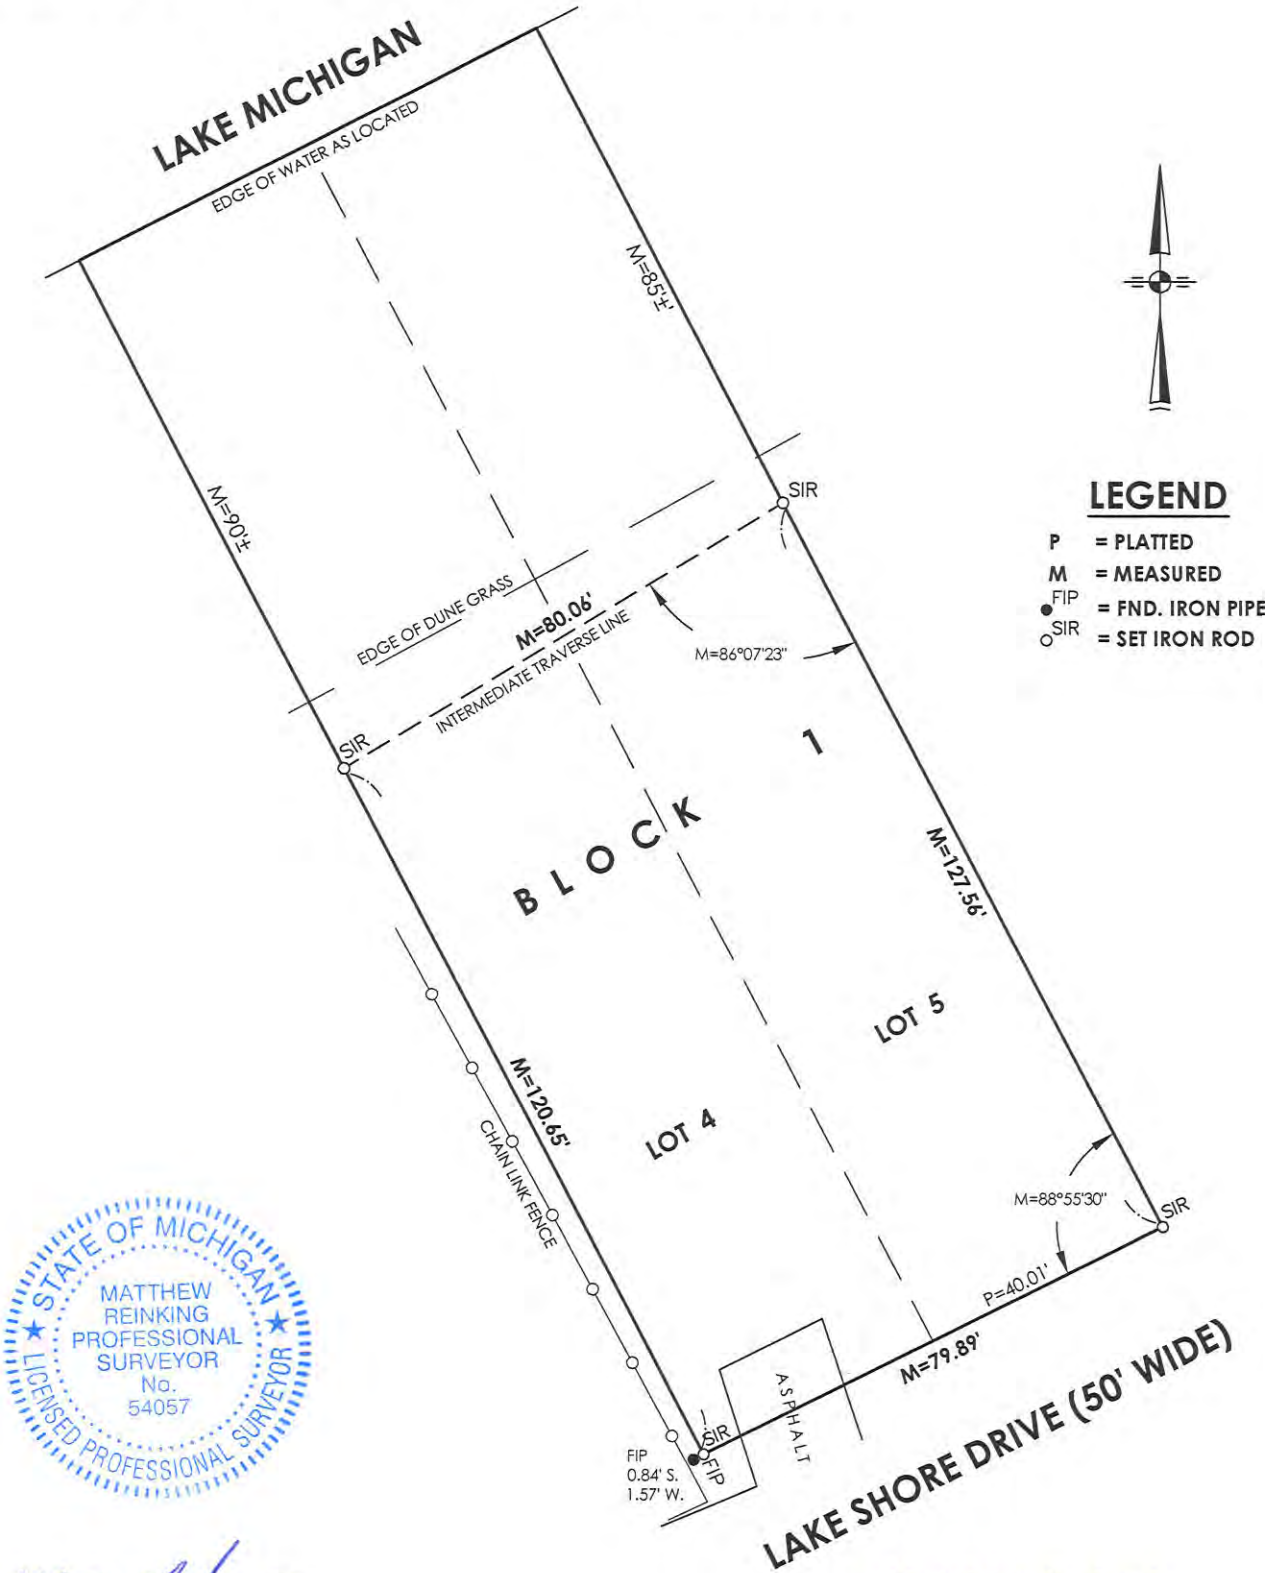 LAKE MICHIGAN
EDGE OF WATER AS LOCATED
M=85'±'
M=90'±
SIR
LEGEND
P = PLATTED
M = MEASURED
FIP = FND. IRON PIPE
SIR = SET IRON ROD
EDGE OF DUNE GRASS
M=80.06'
INTERMEDIATE TRAVERSE LINE
M=86°07'23"
SIR
BLOCK 1
M=127.56'
LOT 5
M=120.65'
LOT 4
CHAIN LINK FENCE
M=88°55'30"
SIR
P=40.01'
M=79.89'
ASPHALT
SIR
FIP
FIP
0.84' S.
1.57' W.
LAKE SHORE DRIVE (50' WIDE)
STATE OF MICHIGAN
MATTHEW
REINKING
PROFESSIONAL
SURVEYOR
No.
54057
LICENSED PROFESSIONAL SURVEYOR